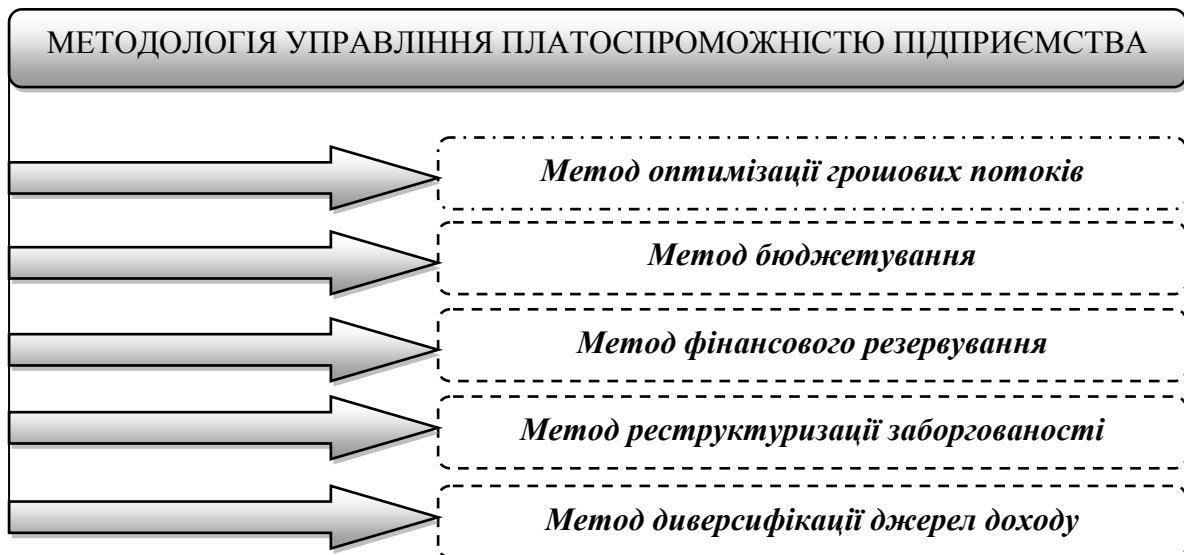 МЕТОДОЛОГІЯ УПРАВЛІННЯ ПЛАТОСПРОМОЖНІСТЮ ПІДПРИЄМСТВА
Метод оптимізації грошових потоків
Метод бюджетування
Метод фінансового резервування
Метод реструктуризації заборгованості
Метод диверсифікації джерел доходу